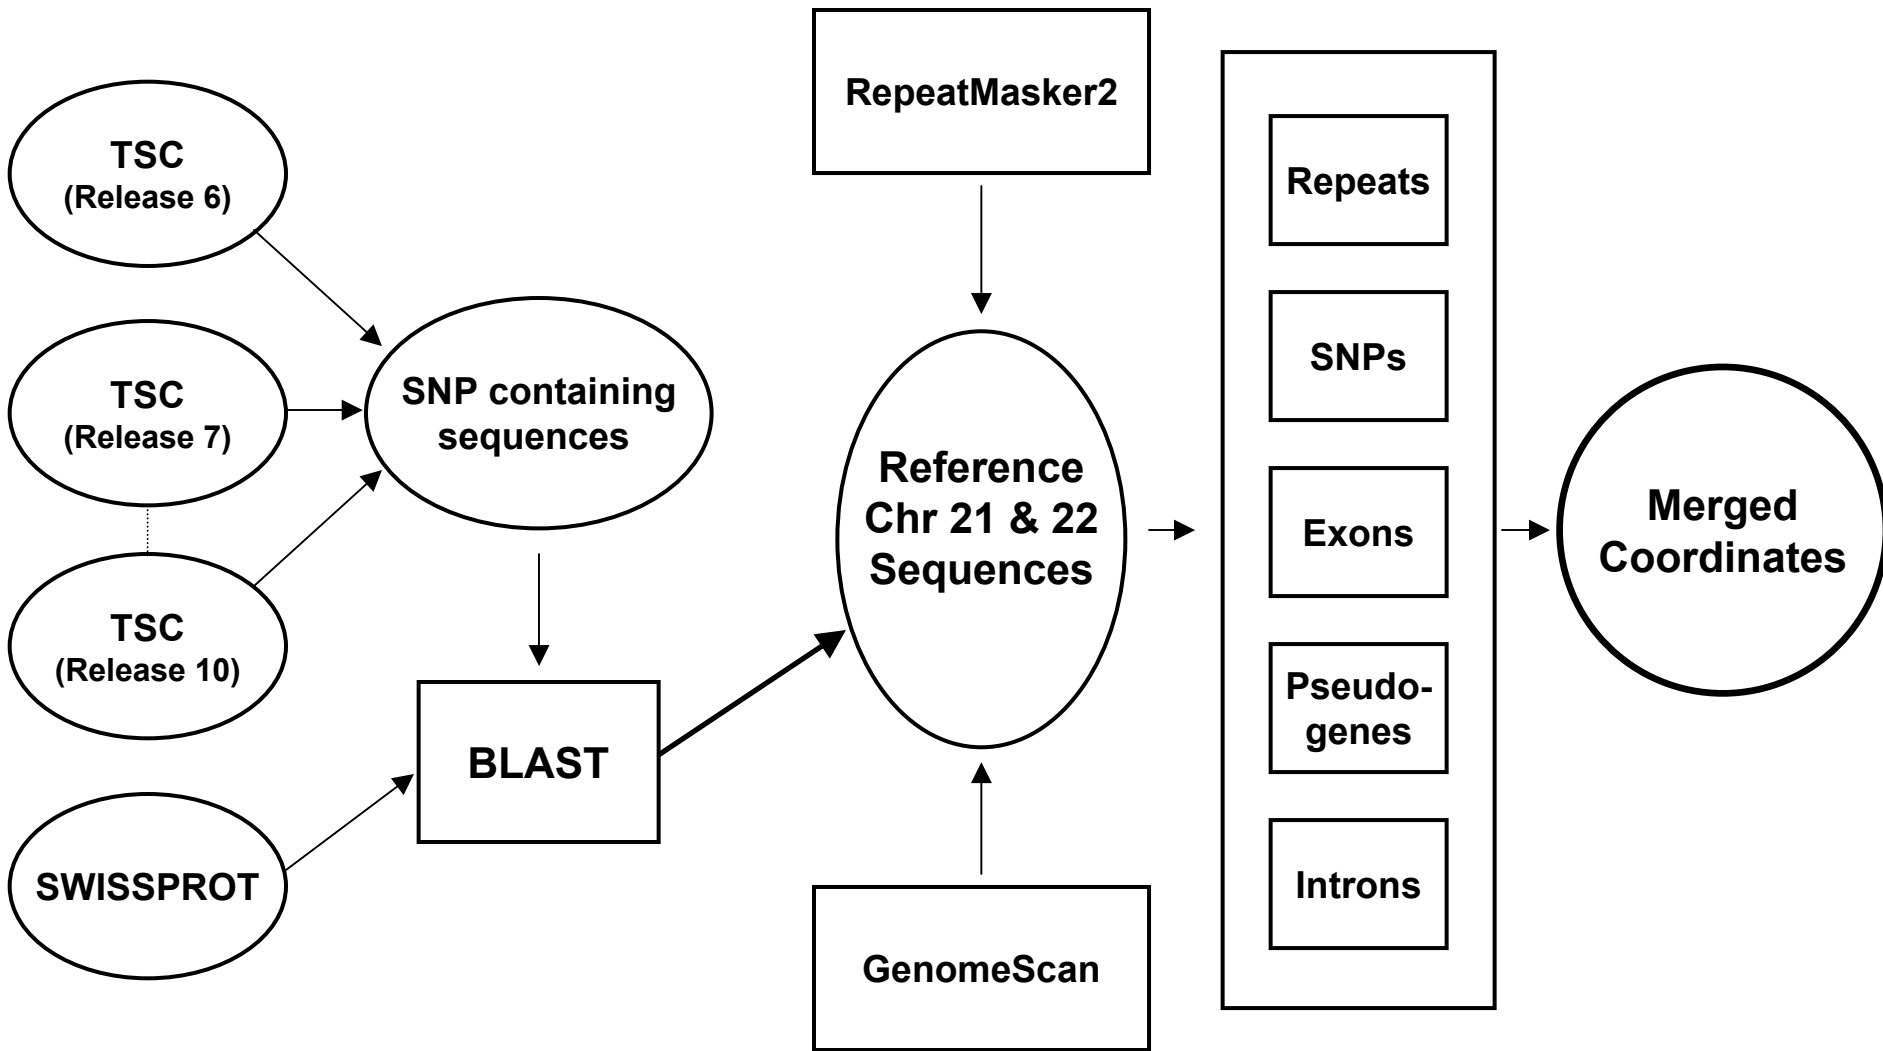 TSC
(Release 6)
TSC
(Release 7)
TSC
(Release 10)
SWISSPROT
SNP containing
sequences
BLAST
RepeatMasker2
Reference
Chr 21 & 22
Sequences
GenomeScan
Repeats
SNPs
Exons
Pseudo-
genes
Introns
Merged
Coordinates